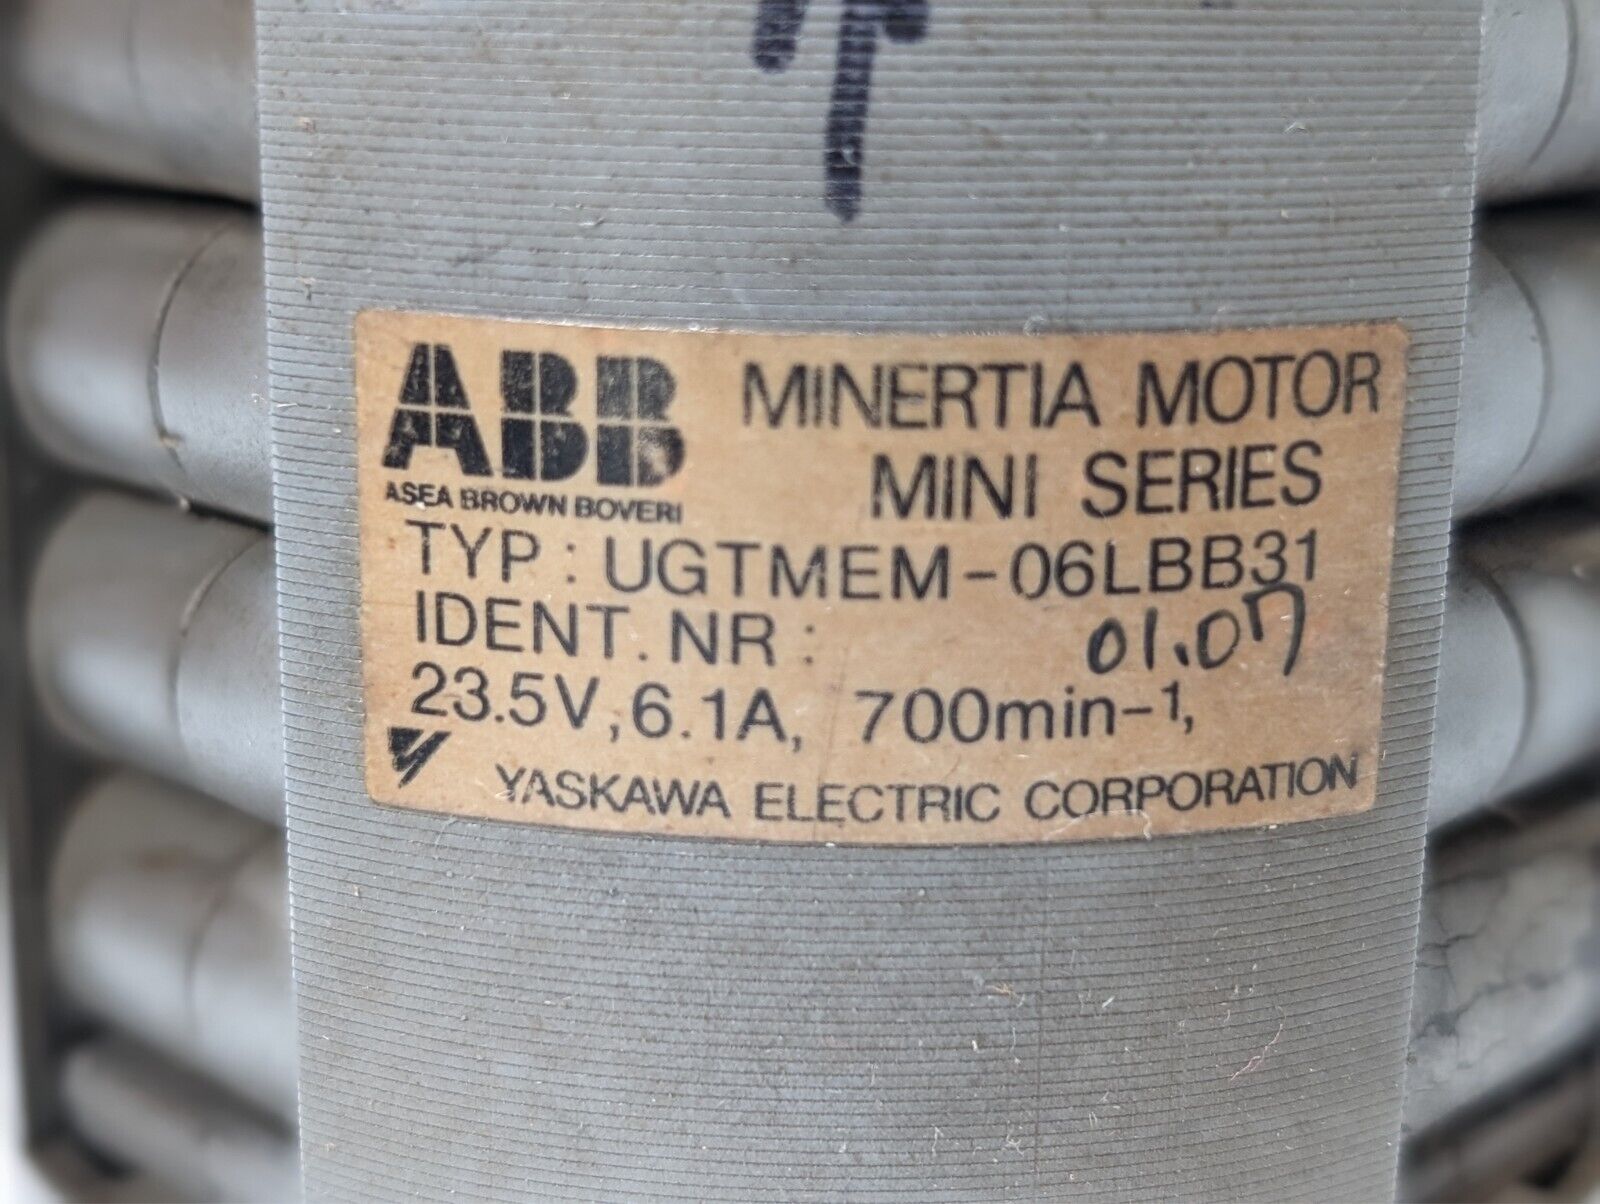 ABB MINERTIA MOTOR
ASEA BROWN BOVERI MINI SERIES
TYP: UGTMEM-06LBB31
IDENT. NR: 01.07
23.5V, 6.1A, 700min-1,
YASKAWA ELECTRIC CORPORATION